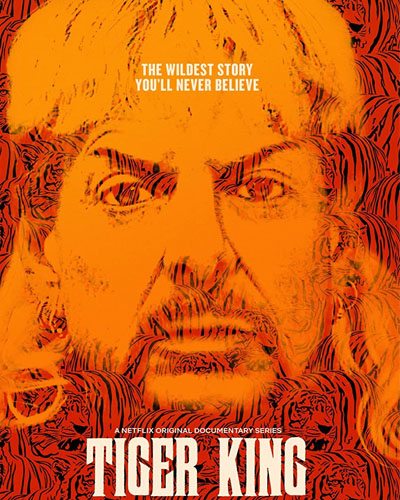 THE WILDEST STORY
YOU'LL NEVER BELIEVE
A NETFLIX ORIGINAL DOCUMENTARY SERIES
TIGER KING